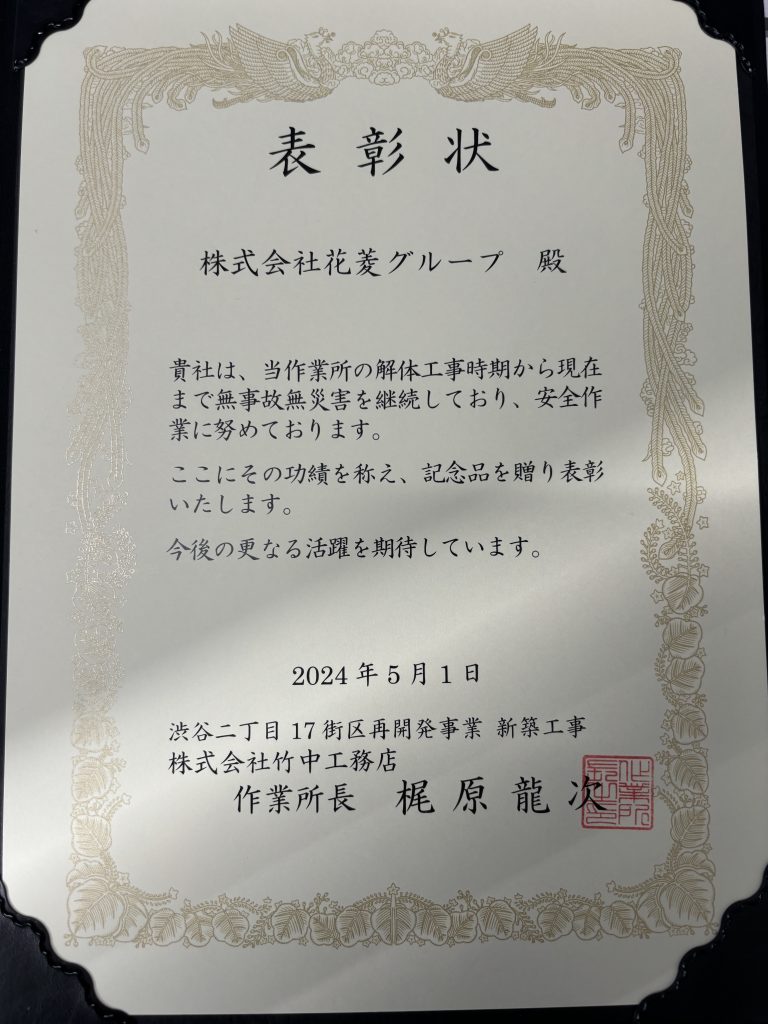 表彰状
株式会社花菱グループ 殿
貴社は、当作業所の解体工事時期から現在
まで無事故無災害を継続しており、安全作
業に努めております。
ここにその功績を称え、記念品を贈り表彰
いたします。
今後の更なる活躍を期待しています。
2024年5月1日
渋谷二丁目17街区再開発事業 新築工事
株式会社竹中工務店
作業所長 梶原龍次
作業所
長之印